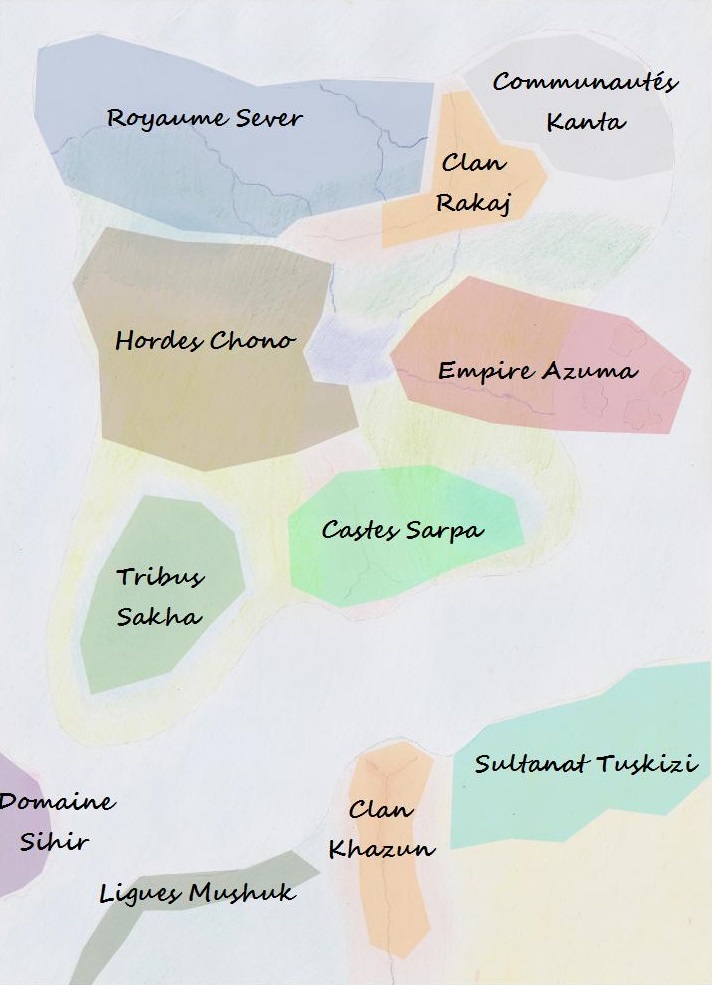 Communautés
Kanta
Royaume Sever
Clan
Rakaj
Hordes Chono
Empire Azuma
Castes Sarpa
Tribus
Sakha
Sultanat Tuskizi
Domaine
Sihir
Clan
Khazun
Ligues Mushuk